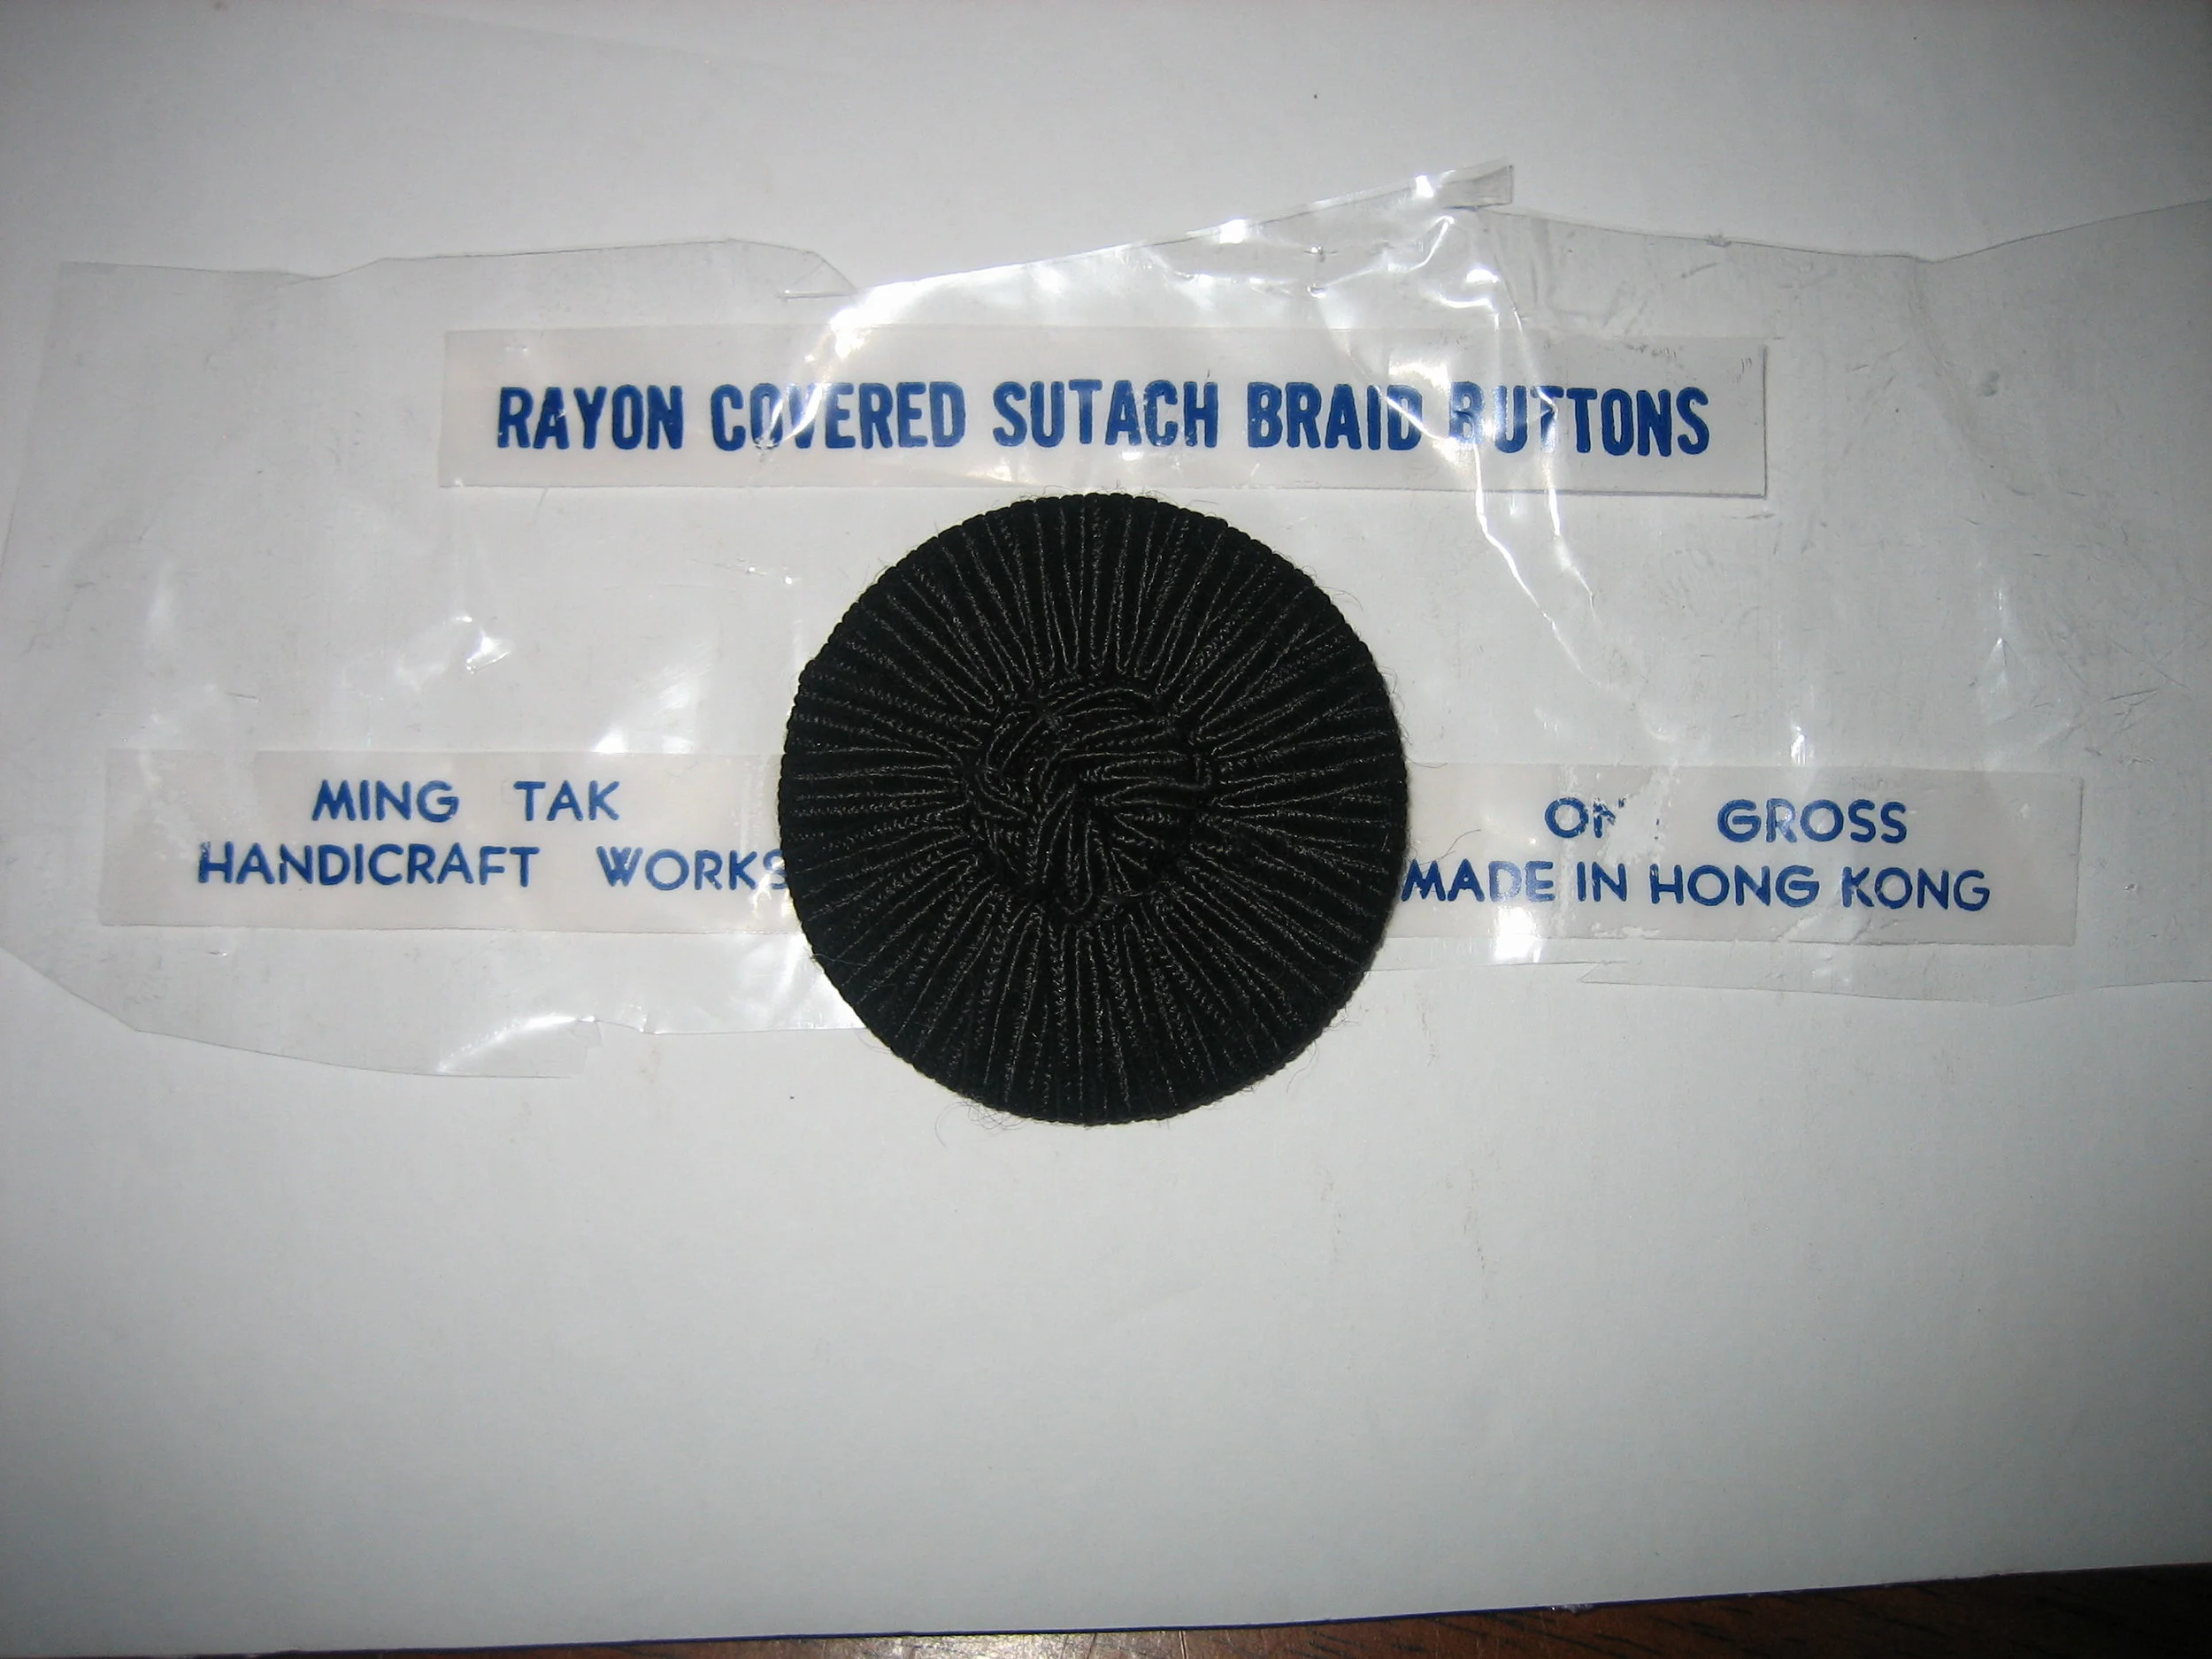 RAYON COVERED SUTACH BRAID BUTTONS
MING TAK
HANDICRAFT WORKS
GROSS
MADE IN HONG KONG